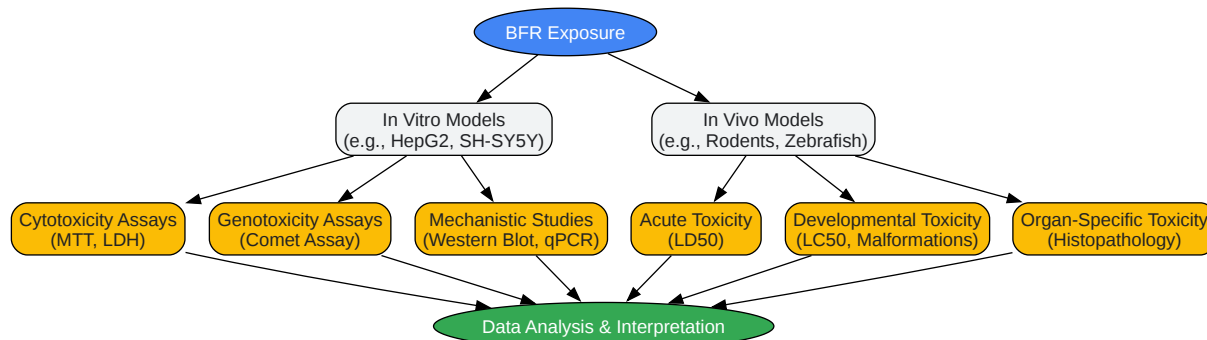 BFR Exposure
In Vitro Models
(e.g., HepG2, SH-SY5Y)
In Vivo Models
(e.g., Rodents, Zebrafish)
Cytotoxicity Assays
(MTT, LDH)
Genotoxicity Assays
(Comet Assay)
Mechanistic Studies
(Western Blot, qPCR)
Acute Toxicity
(LD50)
Developmental Toxicity
(LC50, Malformations)
Organ-Specific Toxicity
(Histopathology)
Data Analysis & Interpretation